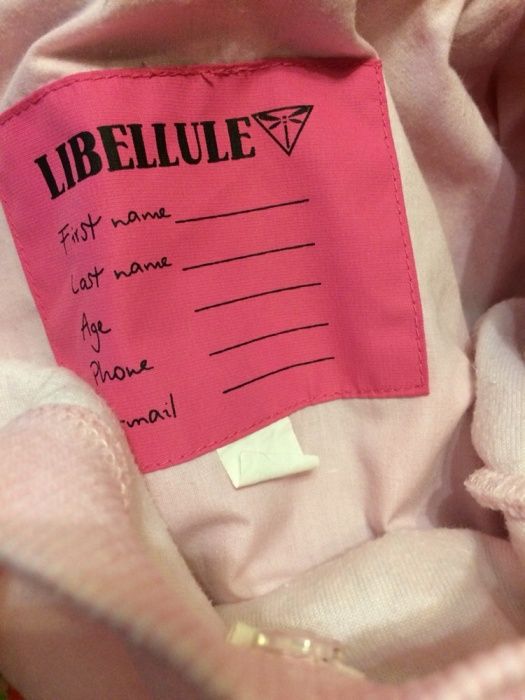 LIBELLULE
First name
Last name
Age
Phone
-mail